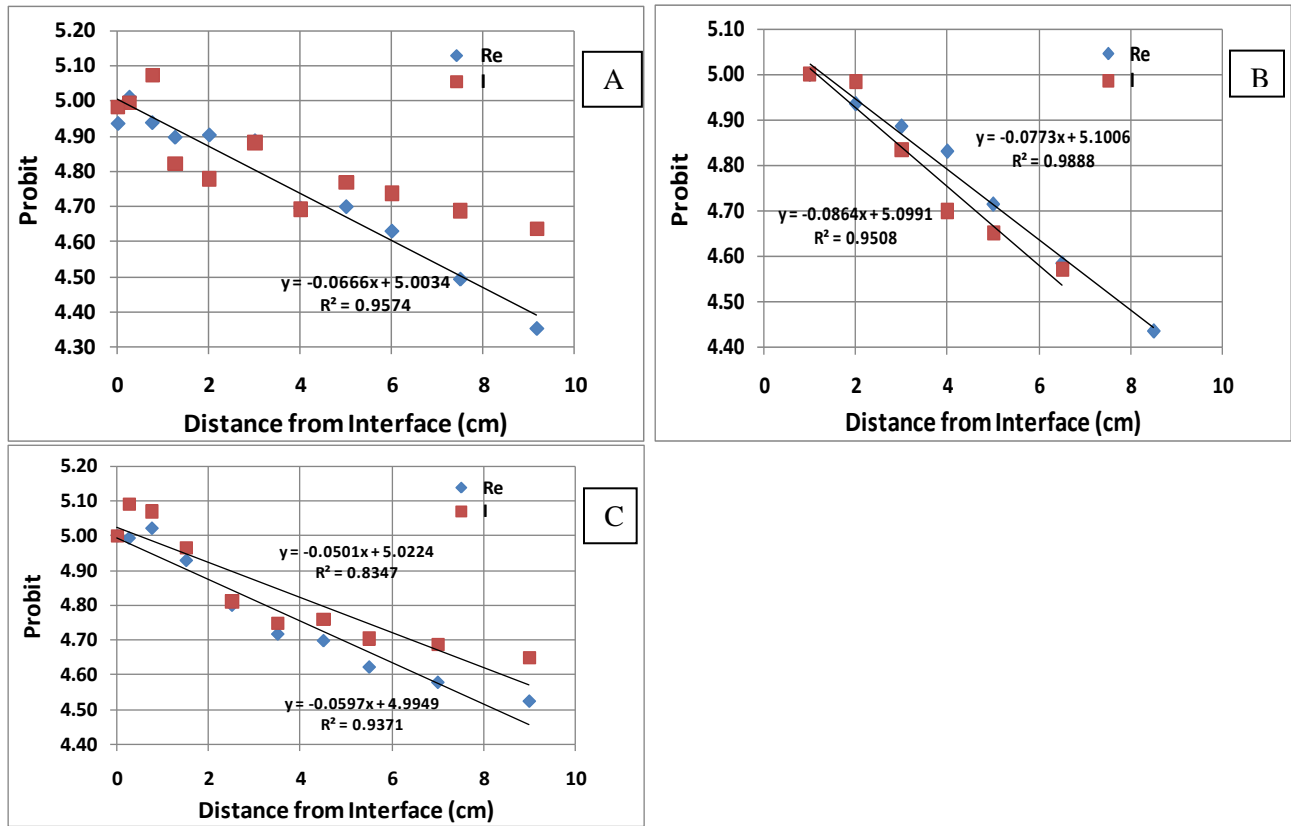 5.20
5.10
5.00
4.90
4.80
4.70
4.60
4.50
4.40
4.30
Probit
Re
I
A
y = -0.0666x + 5.0034
R² = 0.9574
0 2 4 6 8 10
Distance from Interface (cm)
5.10
5.00
4.90
4.80
4.70
4.60
4.50
4.40
Probit
Re
I
B
y = -0.0773x + 5.1006
R² = 0.9888
y = -0.0864x + 5.0991
R² = 0.9508
0 2 4 6 8 10
Distance from Interface (cm)
5.20
5.10
5.00
4.90
4.80
4.70
4.60
4.50
4.40
Probit
Re
I
C
y = -0.0501x + 5.0224
R² = 0.8347
y = -0.0597x + 4.9949
R² = 0.9371
0 2 4 6 8 10
Distance from Interface (cm)